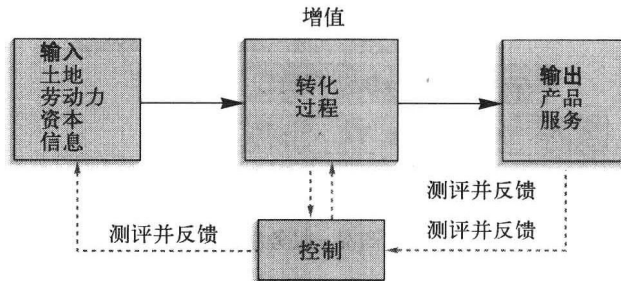 增值
输入
土地
劳动力
资本
信息
转化
过程
输出
产品
服务
测评并反馈
测评并反馈
测评并反馈
控制